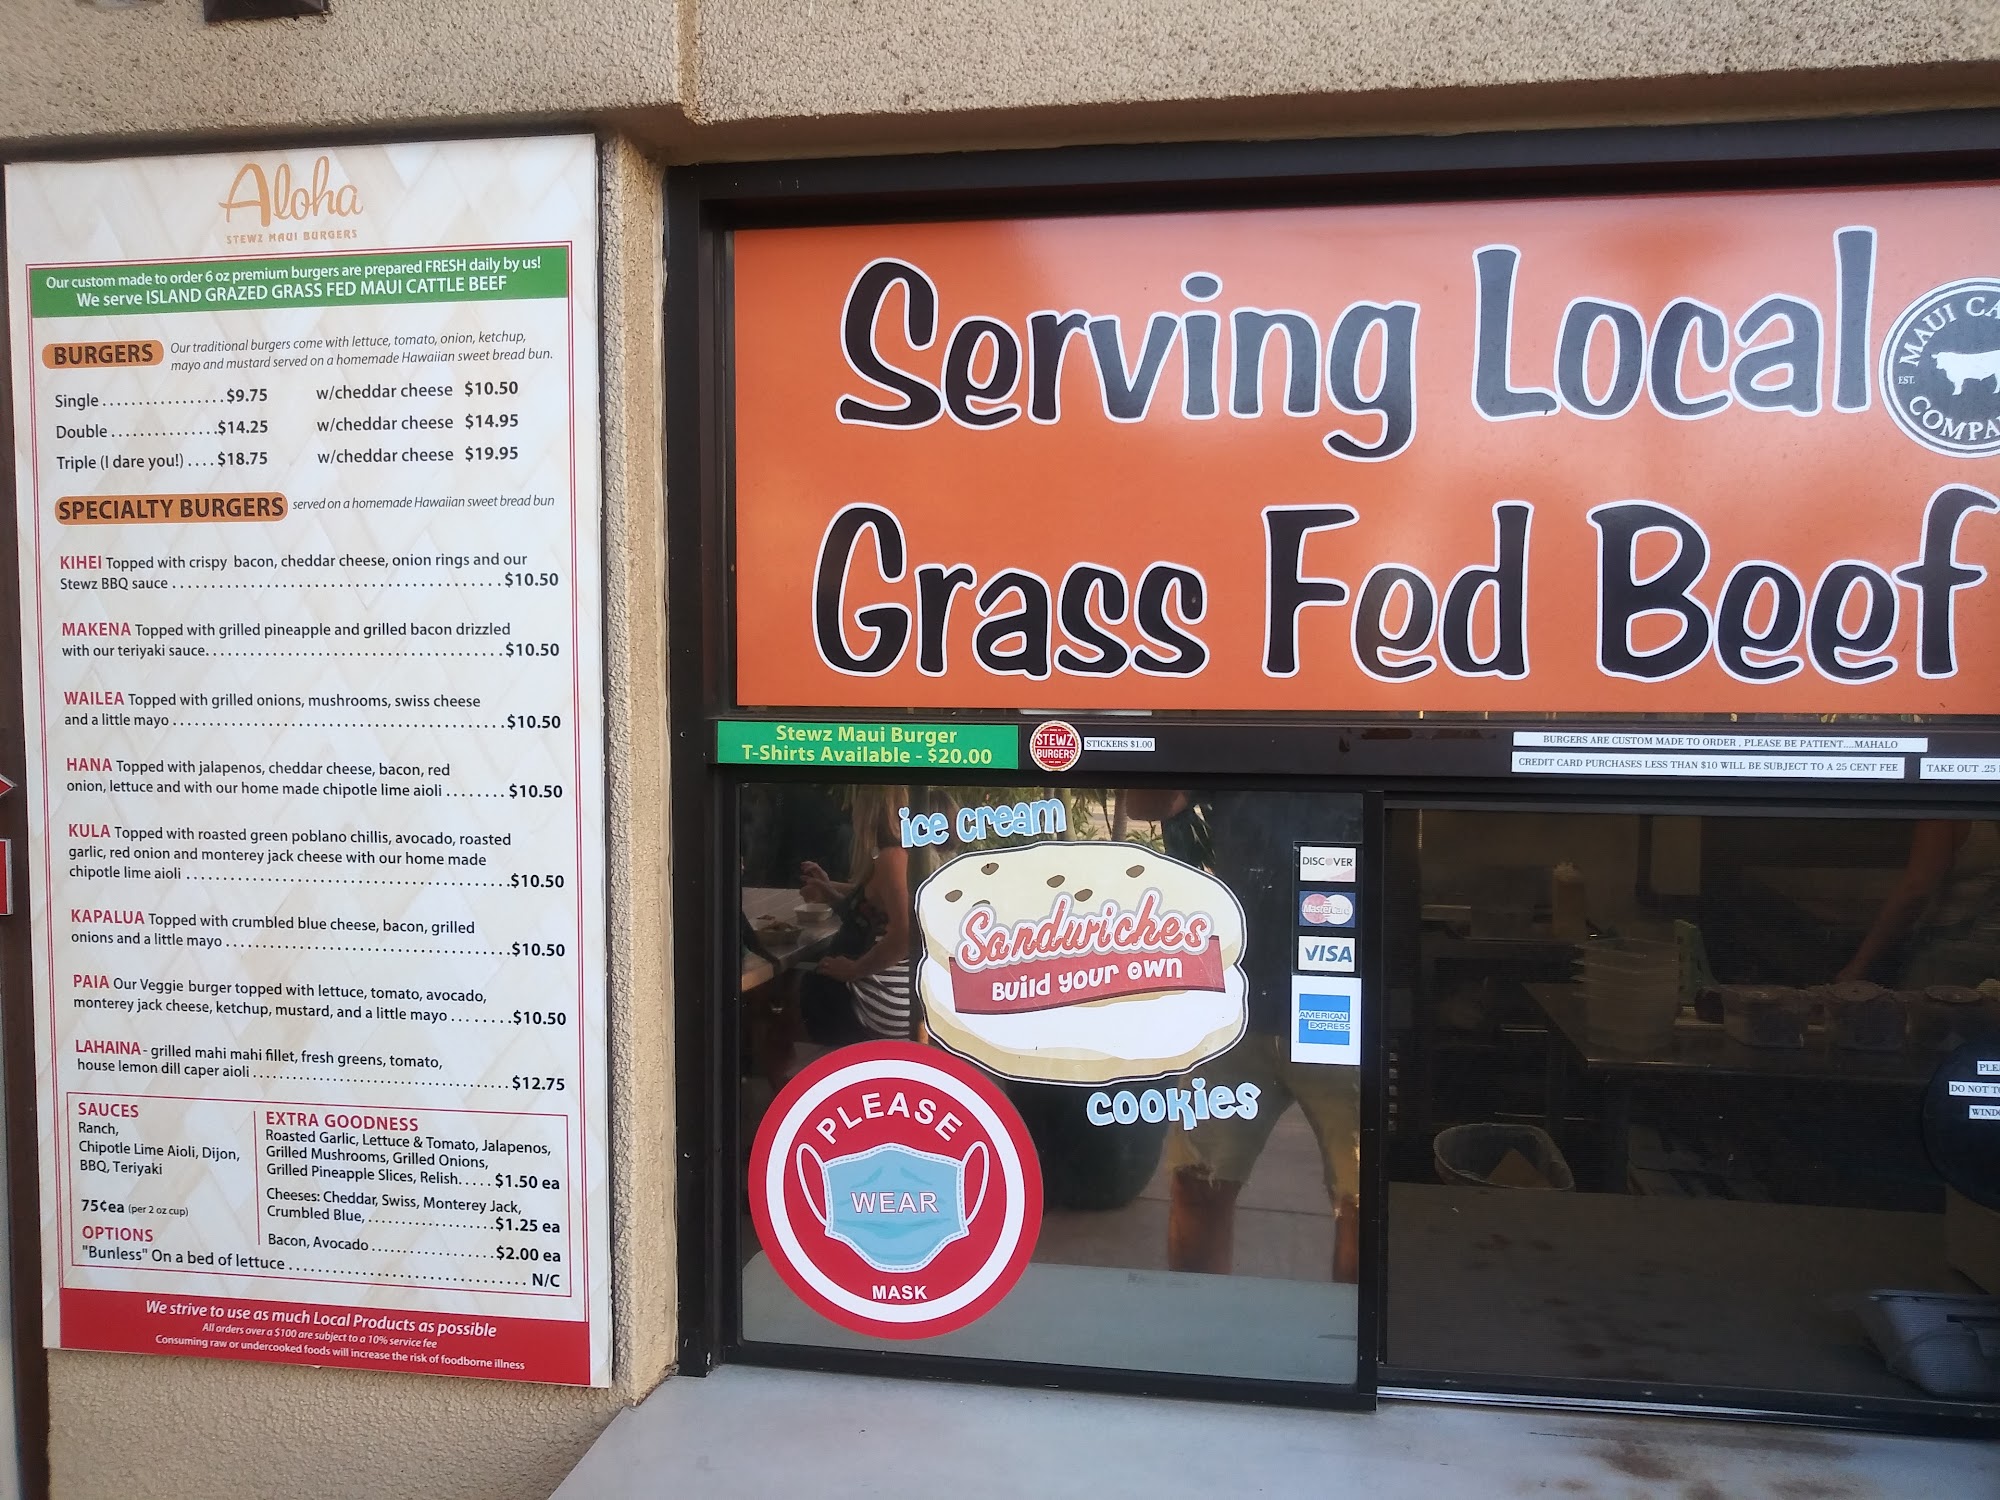 Aloha
STEWZ MAUI BURGERS
Our custom made to order 6 oz premium burgers are prepared FRESH daily by us!
We serve ISLAND GRAZED GRASS FED MAUI CATTLE BEEF
BURGERS Our traditional burgers come with lettuce, tomato, onion, ketchup,
mayo and mustard served on a homemade Hawaiian sweet bread bun.
Single.................$9.75 w/cheddar cheese $10.50
Double...............$14.25 w/cheddar cheese $14.95
Triple (I dare you!)....$18.75 w/cheddar cheese $19.95
SPECIALTY BURGERS served on a homemade Hawaiian sweet bread bun
KIHEI Topped with crispy bacon, cheddar cheese, onion rings and our
Stewz BBQ sauce........................................$10.50
MAKENA Topped with grilled pineapple and grilled bacon drizzled
with our teriyaki sauce....................................$10.50
WAILEA Topped with grilled onions, mushrooms, swiss cheese
and a little mayo........................................$10.50
HANA Topped with jalapenos, cheddar cheese, bacon, red
onion, lettuce and with our home made chipotle lime aioli........$10.50
KULA Topped with roasted green poblano chillis, avocado, roasted
garlic, red onion and monterey jack cheese with our home made
chipotle lime aioli.......................................$10.50
KAPALUA Topped with crumbled blue cheese, bacon, grilled
onions and a little mayo..................................$10.50
PAIA Our Veggie burger topped with lettuce, tomato, avocado,
monterey jack cheese, ketchup, mustard, and a little mayo........$10.50
LAHAINA- grilled mahi mahi fillet, fresh greens, tomato,
house lemon dill caper aioli...............................$12.75
SAUCES
Ranch,
Chipotle Lime Aioli, Dijon,
BBQ, Teriyaki
75¢ea (per 2 oz cup)
EXTRA GOODNESS
Roasted Garlic, Lettuce & Tomato, Jalapenos,
Grilled Mushrooms, Grilled Onions,
Grilled Pineapple Slices, Relish.....$1.50 ea
Cheeses: Cheddar, Swiss, Monterey Jack,
Crumbled Blue,................$1.25 ea
Bacon, Avocado...............$2.00 ea
OPTIONS
"Bunless" On a bed of lettuce.............................N/C
We strive to use as much Local Products as possible
All orders over a $100 are subject to a 10% service fee
Consuming raw or undercooked foods will increase the risk of foodborne illness
Serving Local
Grass Fed Beef
MAUI CA
EST.
COMPA
Stewz Maui Burger
T-Shirts Available - $20.00
STEWZ
BURGERS
STICKERS $1.00
BURGERS ARE CUSTOM MADE TO ORDER , PLEASE BE PATIENT....MAHALO
CREDIT CARD PURCHASES LESS THAN $10 WILL BE SUBJECT TO A 25 CENT FEE
TAKE OUT .25
ice cream
Sandwiches
Build your own
cookies
DISCOVER
MasterCard
VISA
AMERICAN
EXPRESS
PLEASE
WEAR
MASK
PLE
DO NOT T
WIND